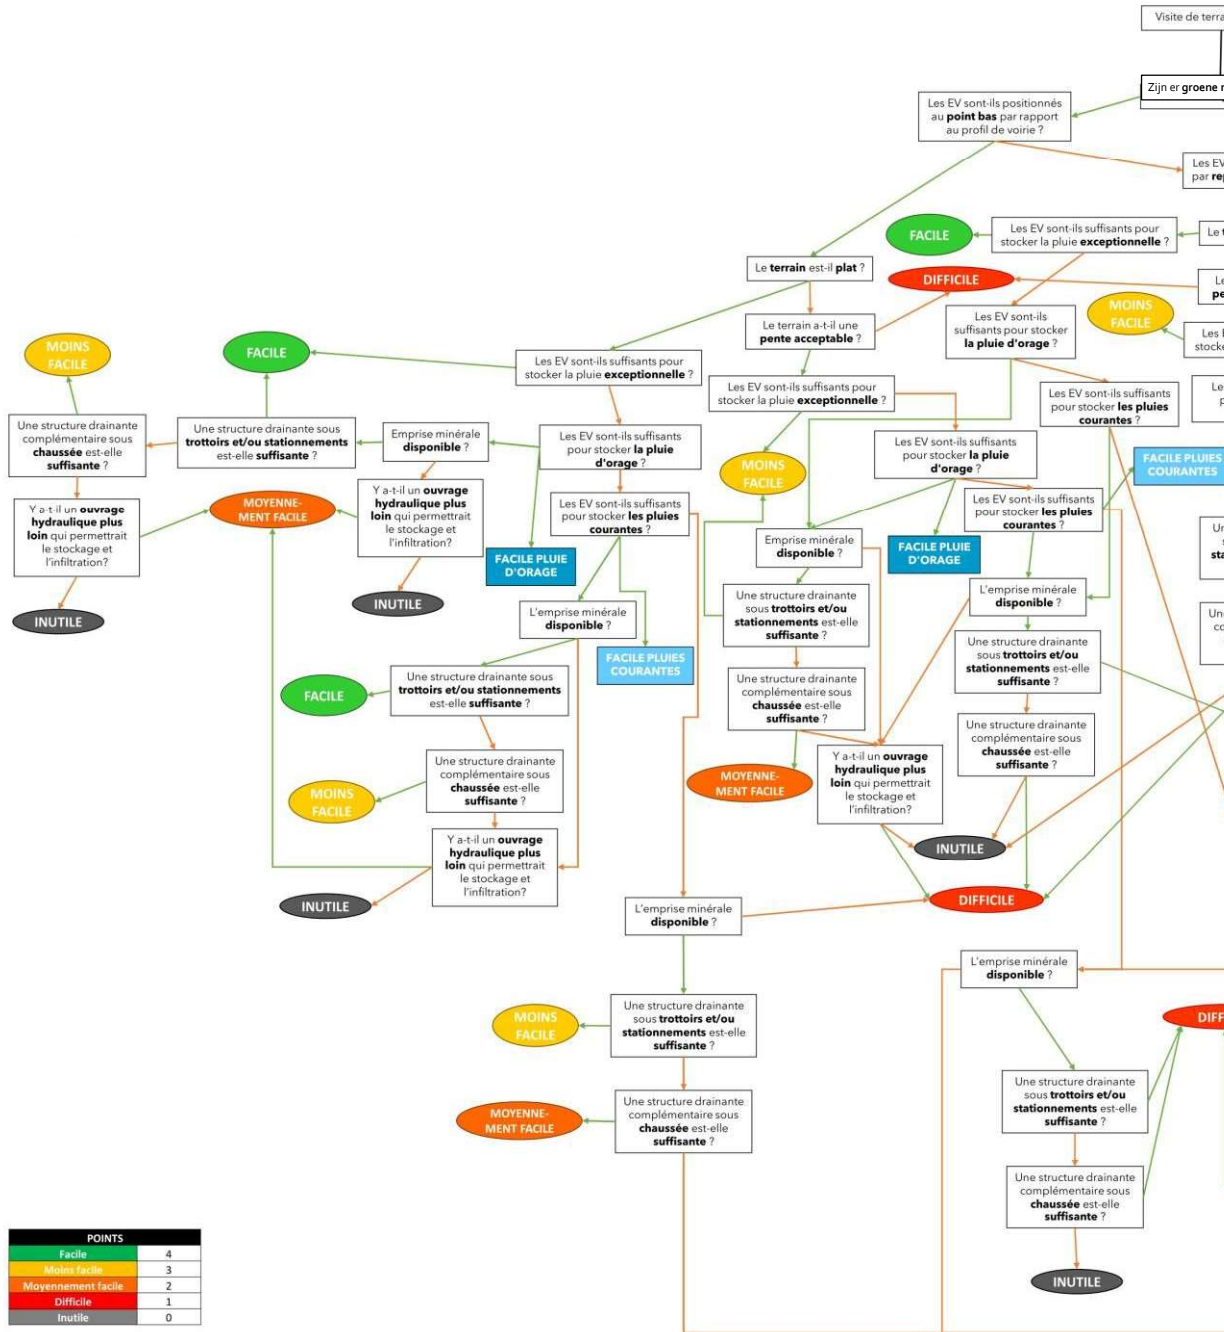 Visite de terra
Zijn er groene r
Les EV sont-ils positionnés
au point bas par rapport
au profil de voirie ?
Les EV
par rep
FACILE
Les EV sont-ils suffisants pour
stocker la pluie exceptionnelle ?
Le t
Le terrain est-il plat ?
DIFFICILE
Le
pe
MOINS
FACILE
Les EV sont-ils
suffisants pour stocker
la pluie d'orage ?
Le terrain a-t-il une
pente acceptable ?
Les E
stocke
MOINS
FACILE
FACILE
Les EV sont-ils suffisants pour
stocker la pluie exceptionnelle ?
Les EV sont-ils suffisants pour
stocker la pluie exceptionnelle ?
Les EV sont-ils suffisants
pour stocker les pluies
courantes ?
Le
p
Une structure drainante
complémentaire sous
chaussée est-elle
suffisante ?
Une structure drainante sous
trottoirs et/ou stationnements
est-elle suffisante ?
Emprise minérale
disponible ?
Les EV sont-ils suffisants
pour stocker la pluie
d'orage ?
Les EV sont-ils suffisants
pour stocker la pluie
d'orage ?
MOINS
FACILE
FACILE PLUIES
COURANTES
Y a-t-il un ouvrage
hydraulique plus
loin qui permettrait
le stockage et
l'infiltration?
MOYENNE-
MENT FACILE
Y a-t-il un ouvrage
hydraulique plus
loin qui permettrait
le stockage et
l'infiltration?
Les EV sont-ils suffisants
pour stocker les pluies
courantes ?
Les EV sont-ils suffisants
pour stocker les pluies
courantes ?
FACILE PLUIE
D'ORAGE
Emprise minérale
disponible ?
FACILE PLUIE
D'ORAGE
Un
s
sta
INUTILE
INUTILE
L'emprise minérale
disponible ?
Une structure drainante
sous trottoirs et/ou
stationnements est-elle
suffisante ?
L'emprise minérale
disponible ?
Une
co
FACILE PLUIES
COURANTES
Une structure drainante
sous trottoirs et/ou
stationnements est-elle
suffisante ?
FACILE
Une structure drainante sous
trottoirs et/ou stationnements
est-elle suffisante ?
Une structure drainante
complémentaire sous
chaussée est-elle
suffisante ?
Une structure drainante
complémentaire sous
chaussée est-elle
suffisante ?
MOINS
FACILE
Une structure drainante
complémentaire sous
chaussée est-elle
suffisante ?
MOYENNE-
MENT FACILE
Y a-t-il un ouvrage
hydraulique plus
loin qui permettrait
le stockage et
l'infiltration?
Y a-t-il un ouvrage
hydraulique plus
loin qui permettrait
le stockage et
l'infiltration?
INUTILE
INUTILE
L'emprise minérale
disponible ?
DIFFICILE
L'emprise minérale
disponible ?
MOINS
FACILE
Une structure drainante
sous trottoirs et/ou
stationnements est-elle
suffisante ?
DIFF
MOYENNE-
MENT FACILE
Une structure drainante
complémentaire sous
chaussée est-elle
suffisante ?
Une structure drainante
sous trottoirs et/ou
stationnements est-elle
suffisante ?
Une structure drainante
complémentaire sous
chaussée est-elle
suffisante ?
INUTILE
POINTS
Facile 4
Moins facile 3
Moyennement facile 2
Difficile 1
Inutile 0